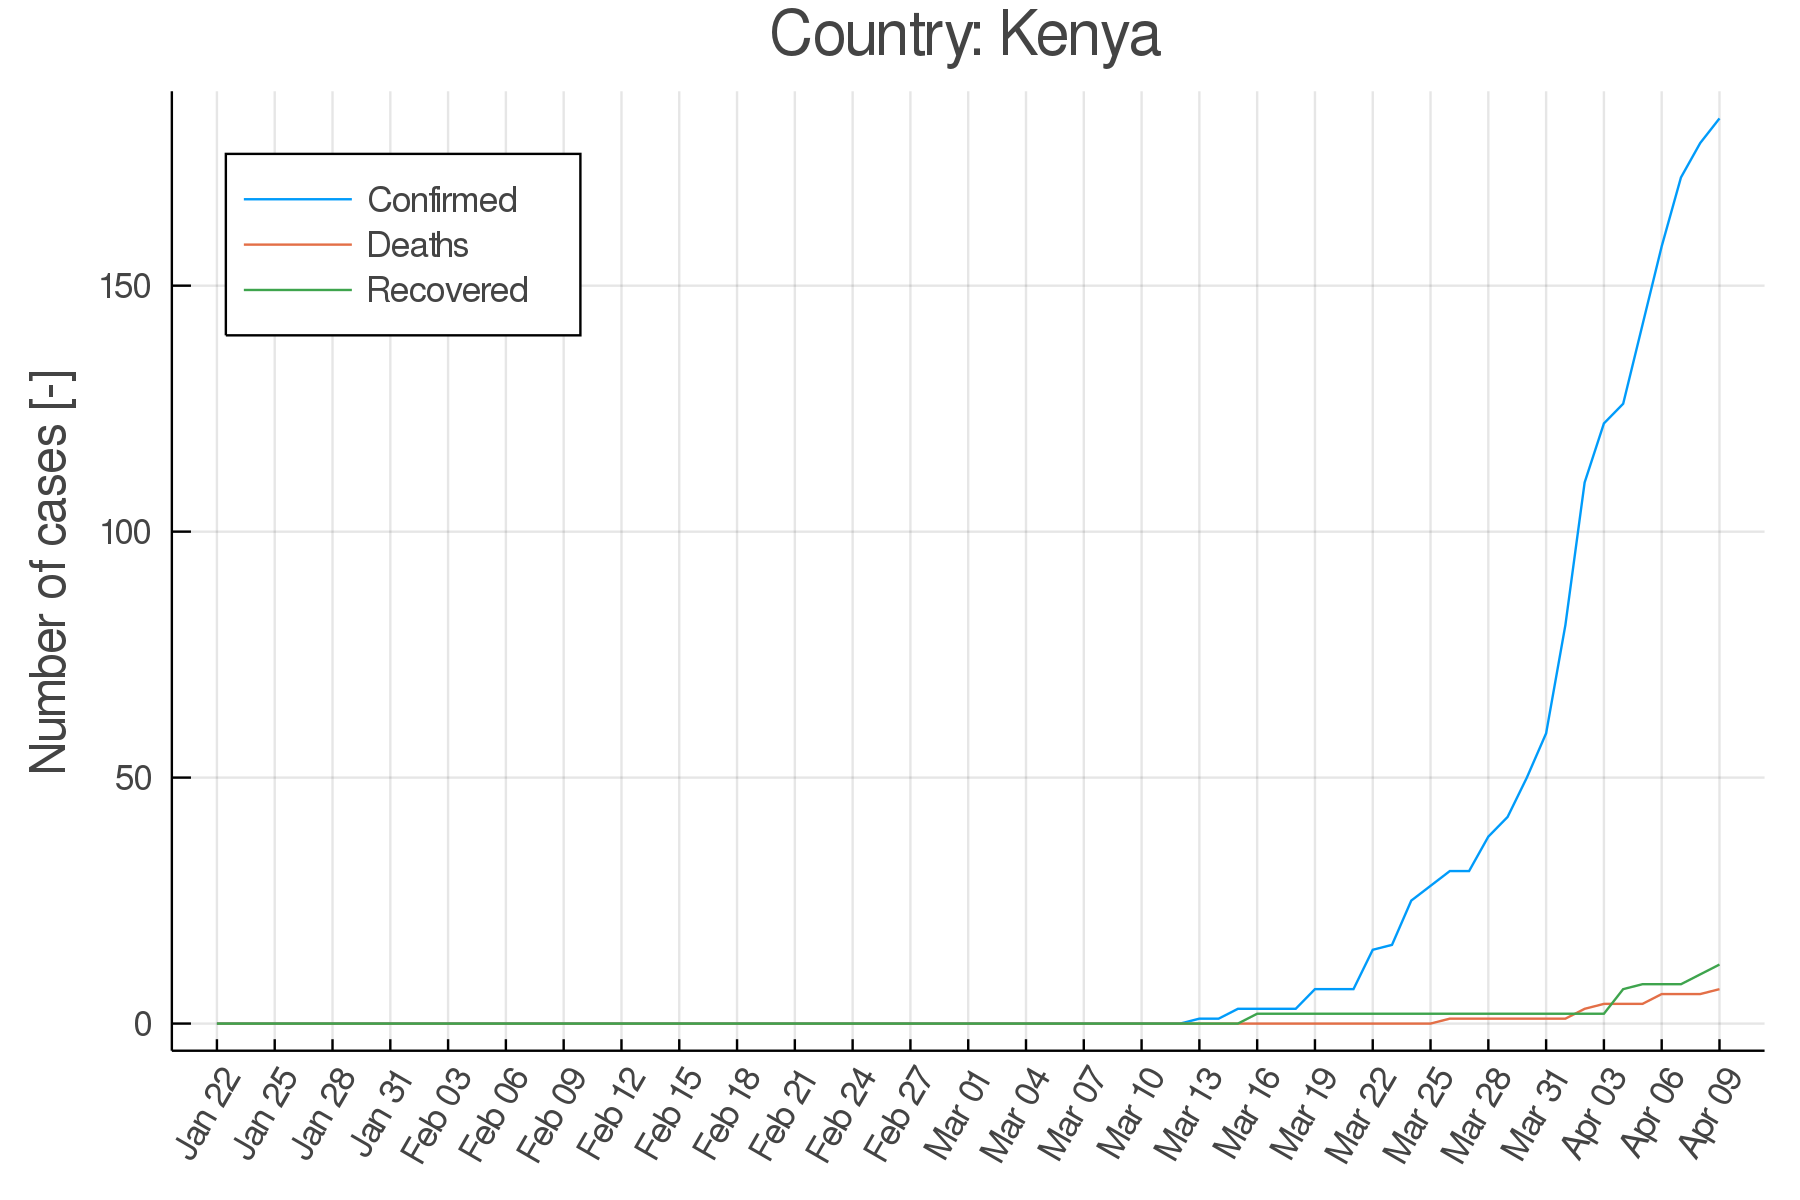 Country: Kenya
Confirmed
Deaths
Recovered
Number of cases [-]
150
100
50
0
Jan 22
Jan 25
Jan 28
Jan 31
Feb 03
Feb 06
Feb 09
Feb 12
Feb 15
Feb 18
Feb 21
Feb 24
Feb 27
Mar 01
Mar 04
Mar 07
Mar 10
Mar 13
Mar 16
Mar 19
Mar 22
Mar 25
Mar 28
Mar 31
Apr 03
Apr 06
Apr 09